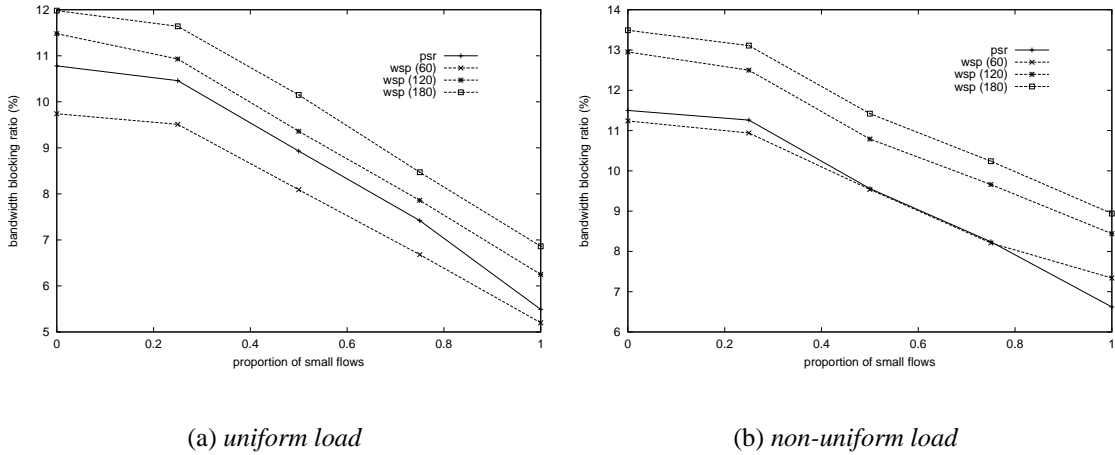 12
11
10
9
8
7
6
5
bandwidth blocking ratio (%)
psr
wsp (60)
wsp (120)
wsp (180)
0
0.2
0.4
0.6
0.8
1
proportion of small flows
(a) uniform load
14
13
12
11
10
9
8
7
6
bandwidth blocking ratio (%)
psr
wsp (60)
wsp (120)
wsp (180)
0
0.2
0.4
0.6
0.8
1
proportion of small flows
(b) non-uniform load